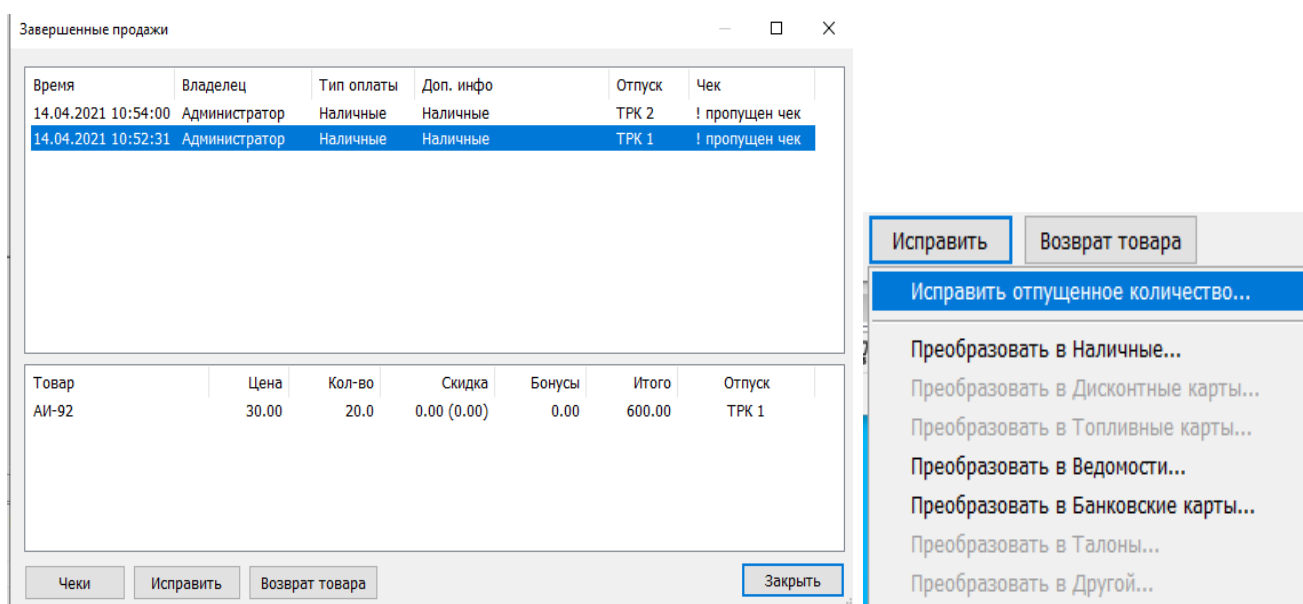 Завершенные продажи
Время Владелец Тип оплаты Доп. инфо Отпуск Чек
14.04.2021 10:54:00 Администратор Наличные Наличные ТРК 2 ! пропущен чек
14.04.2021 10:52:31 Администратор Наличные Наличные ТРК 1 ! пропущен чек
Товар Цена Кол-во Скидка Бонусы Итого Отпуск
АИ-92 30.00 20.0 0.00 (0.00) 0.00 600.00 ТРК 1
Чеки Исправить Возврат товара Закрыть
Исправить Возврат товара
Исправить отпущенное количество...
Преобразовать в Наличные...
Преобразовать в Дисконтные карты...
Преобразовать в Топливные карты...
Преобразовать в Ведомости...
Преобразовать в Банковские карты...
Преобразовать в Талоны...
Преобразовать в Другой...